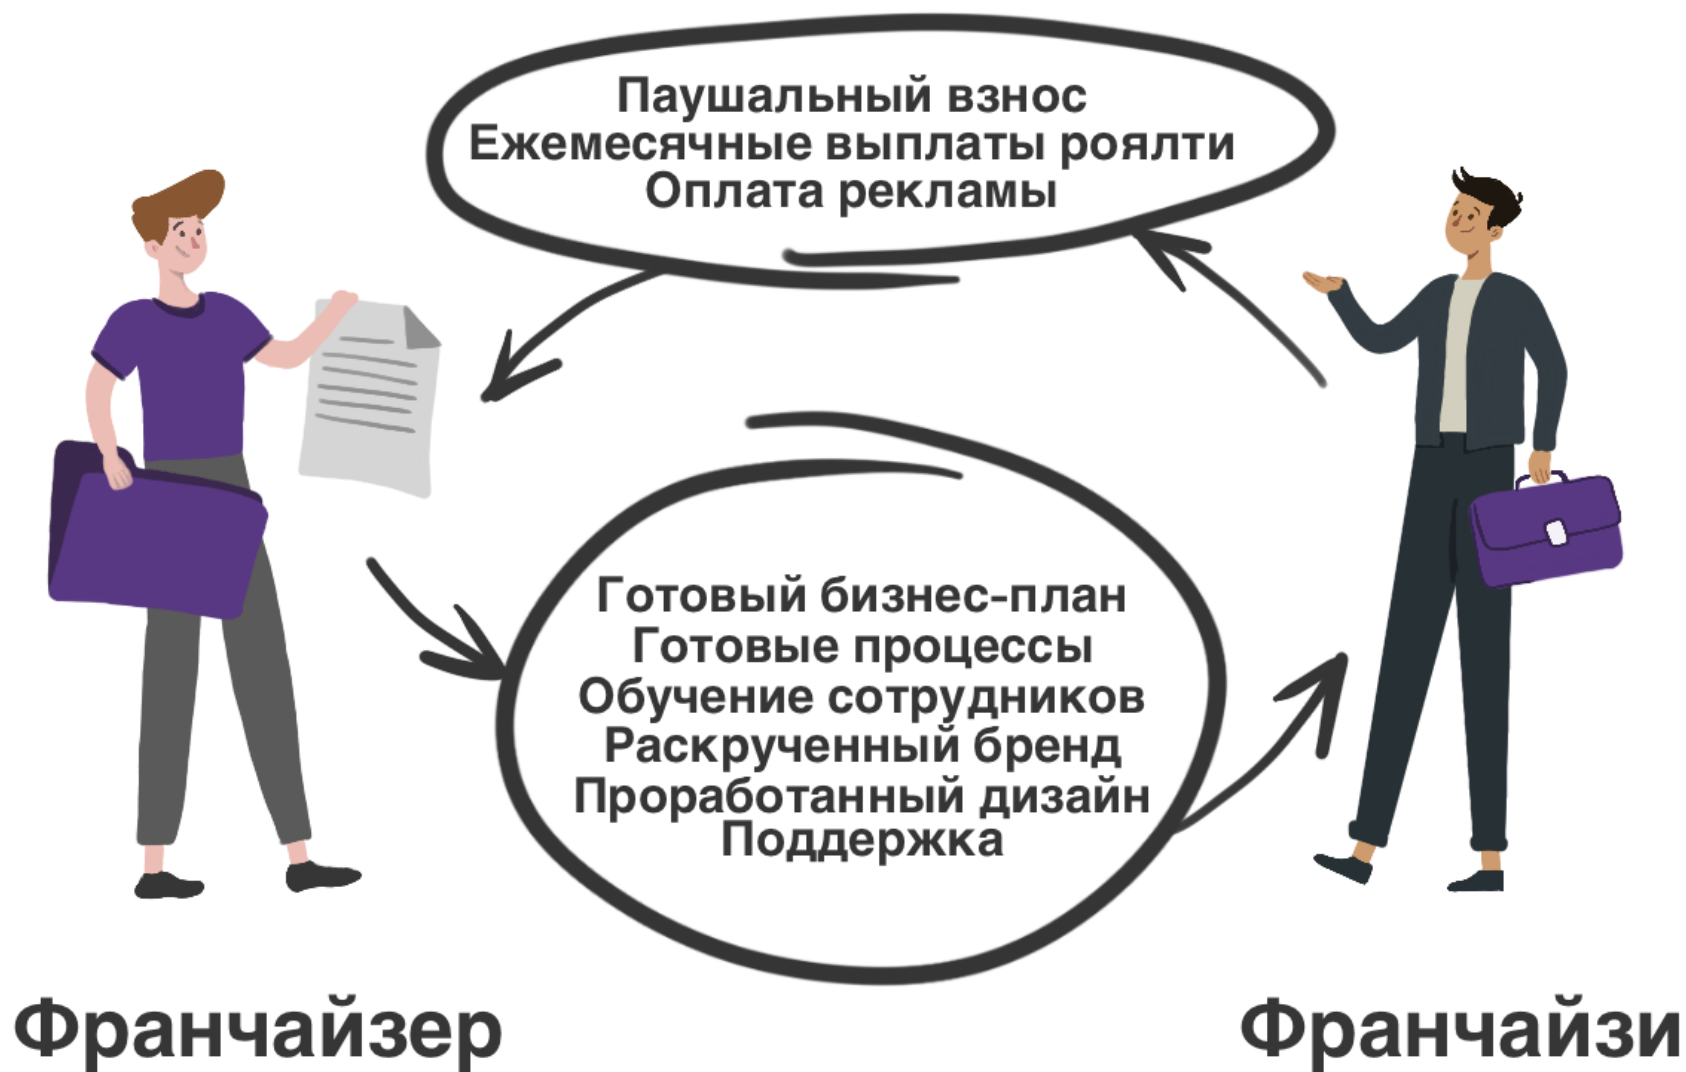 Паушальный взнос
Ежемесячные выплаты роялти
Оплата рекламы
Готовый бизнес-план
Готовые процессы
Обучение сотрудников
Раскрученный бренд
Проработанный дизайн
Поддержка
Франчайзер
Франчайзи